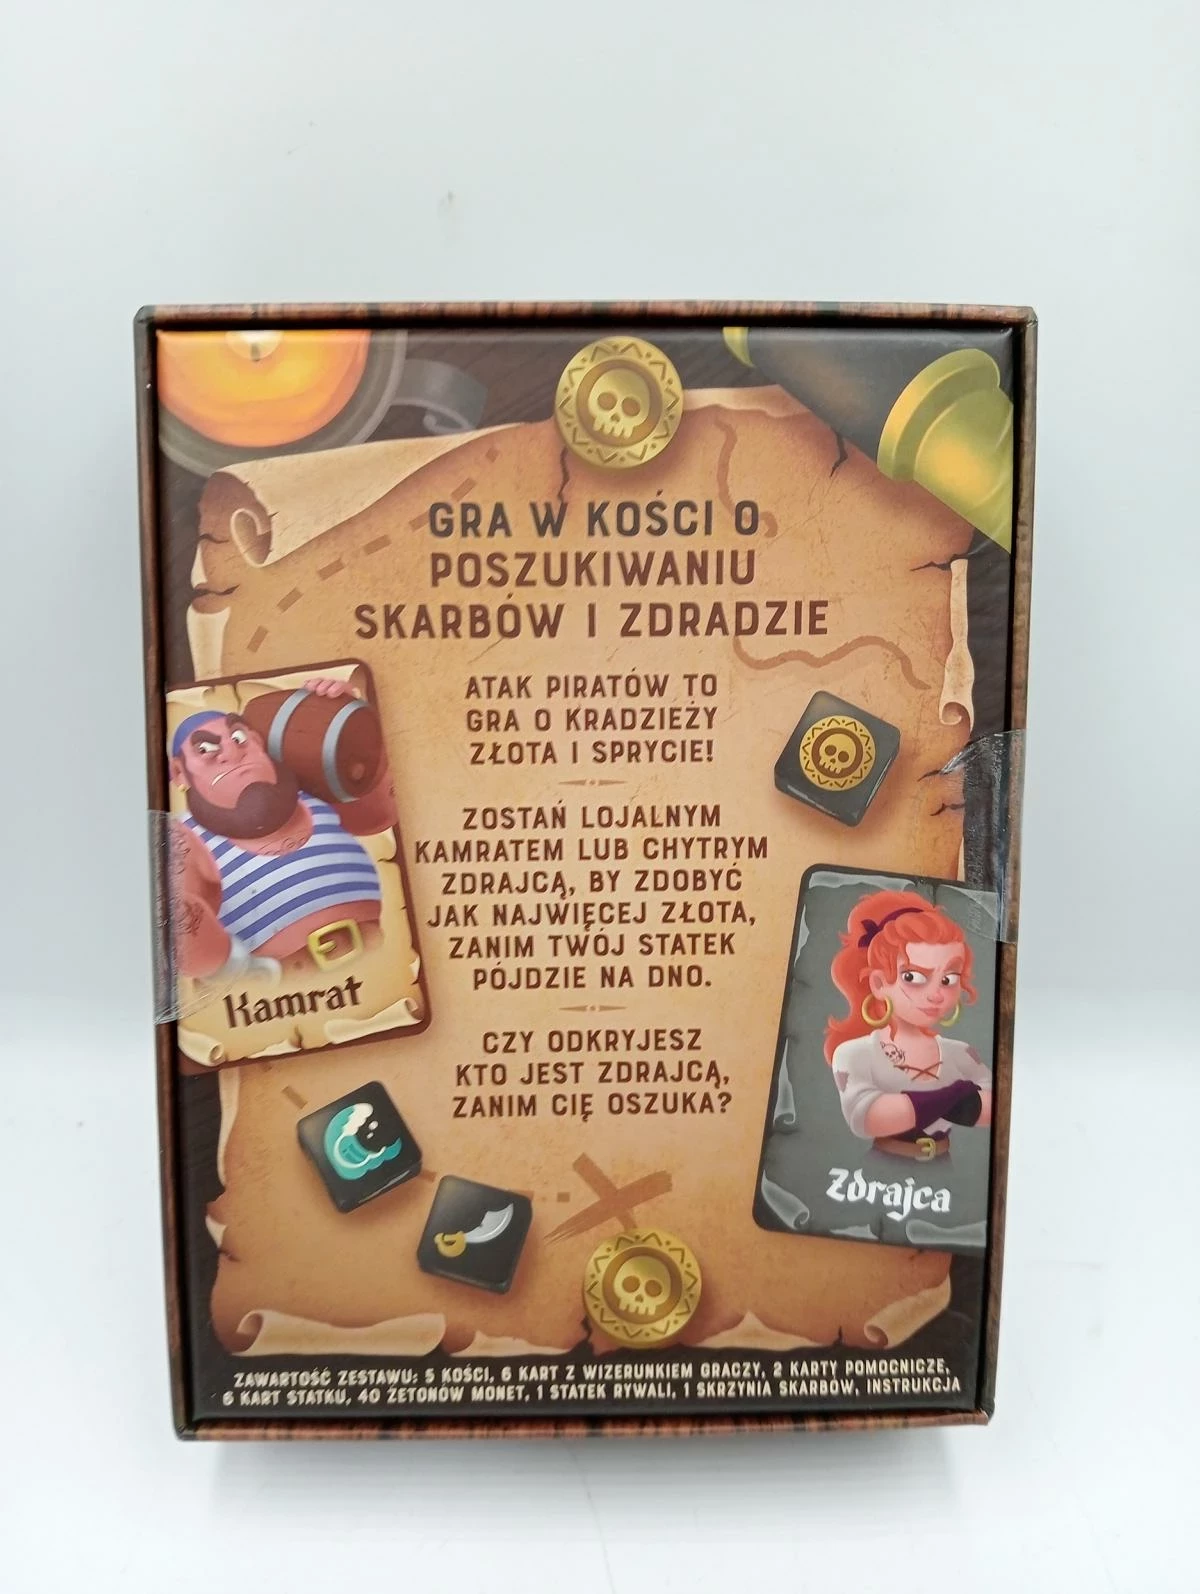 GRA W KOŚCI O
POSZUKIWANIU
SKARBÓW I ZDRADZIE
ATAK PIRATÓW TO
GRA O KRADZIEŻY
ZŁOTA I SPRYCIE!
ZOSTAŃ LOJALNYM
KAMRATEM LUB CHYTRYM
ZDRAJCĄ, BY ZDOBYĆ
JAK NAJWIĘCEJ ZŁOTA,
ZANIM TWÓJ STATEK
PÓJDZIE NA DNO.
Kamrat
CZY ODKRYJESZ
KTO JEST ZDRAJCĄ,
ZANIM CIĘ OSZUKA?
Zdrajca
ZAWARTOŚĆ ZESTAWU: 5 KOŚCI, 6 KART Z WIZERUNKIEM GRACZY, 2 KARTY POMOCNICZE,
6 KART STATKU, 40 ŻETONÓW MONET, 1 STATEK RYWALI, 1 SKRZYNIA SKARBÓW, INSTRUKCJA